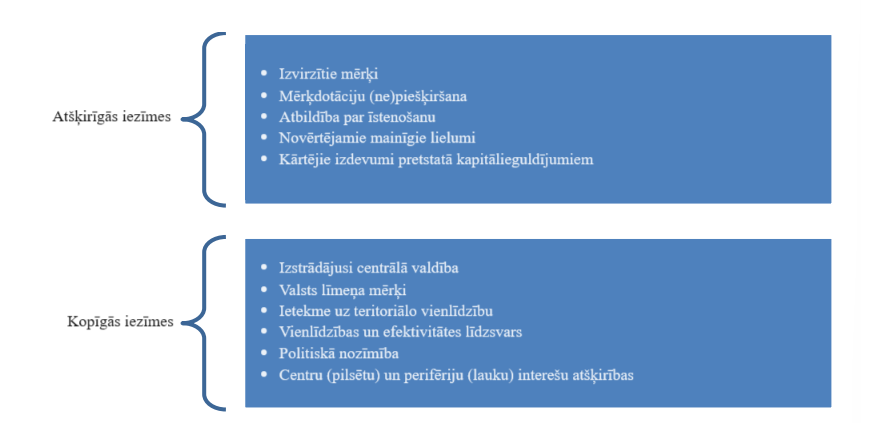 Atšķirīgās iezīmes
• Izvirzītie mērķi
• Mērķdotāciju (ne)piešķiršana
• Atbildība par īstenošanu
• Novērtējamie mainīgie lielumi
• Kārtējie izdevumi pretstatā kapitālieguldījumiem
Kopīgās iezīmes
• Izstrādājusi centrālā valdība
• Valsts līmeņa mērķi
• Ietekme uz teritoriālo vienlīdzību
• Vienlīdzības un efektivitātes līdzsvars
• Politiskā nozīmība
• Centru (pilsētu) un perifēriju (lauku) interešu atšķirības